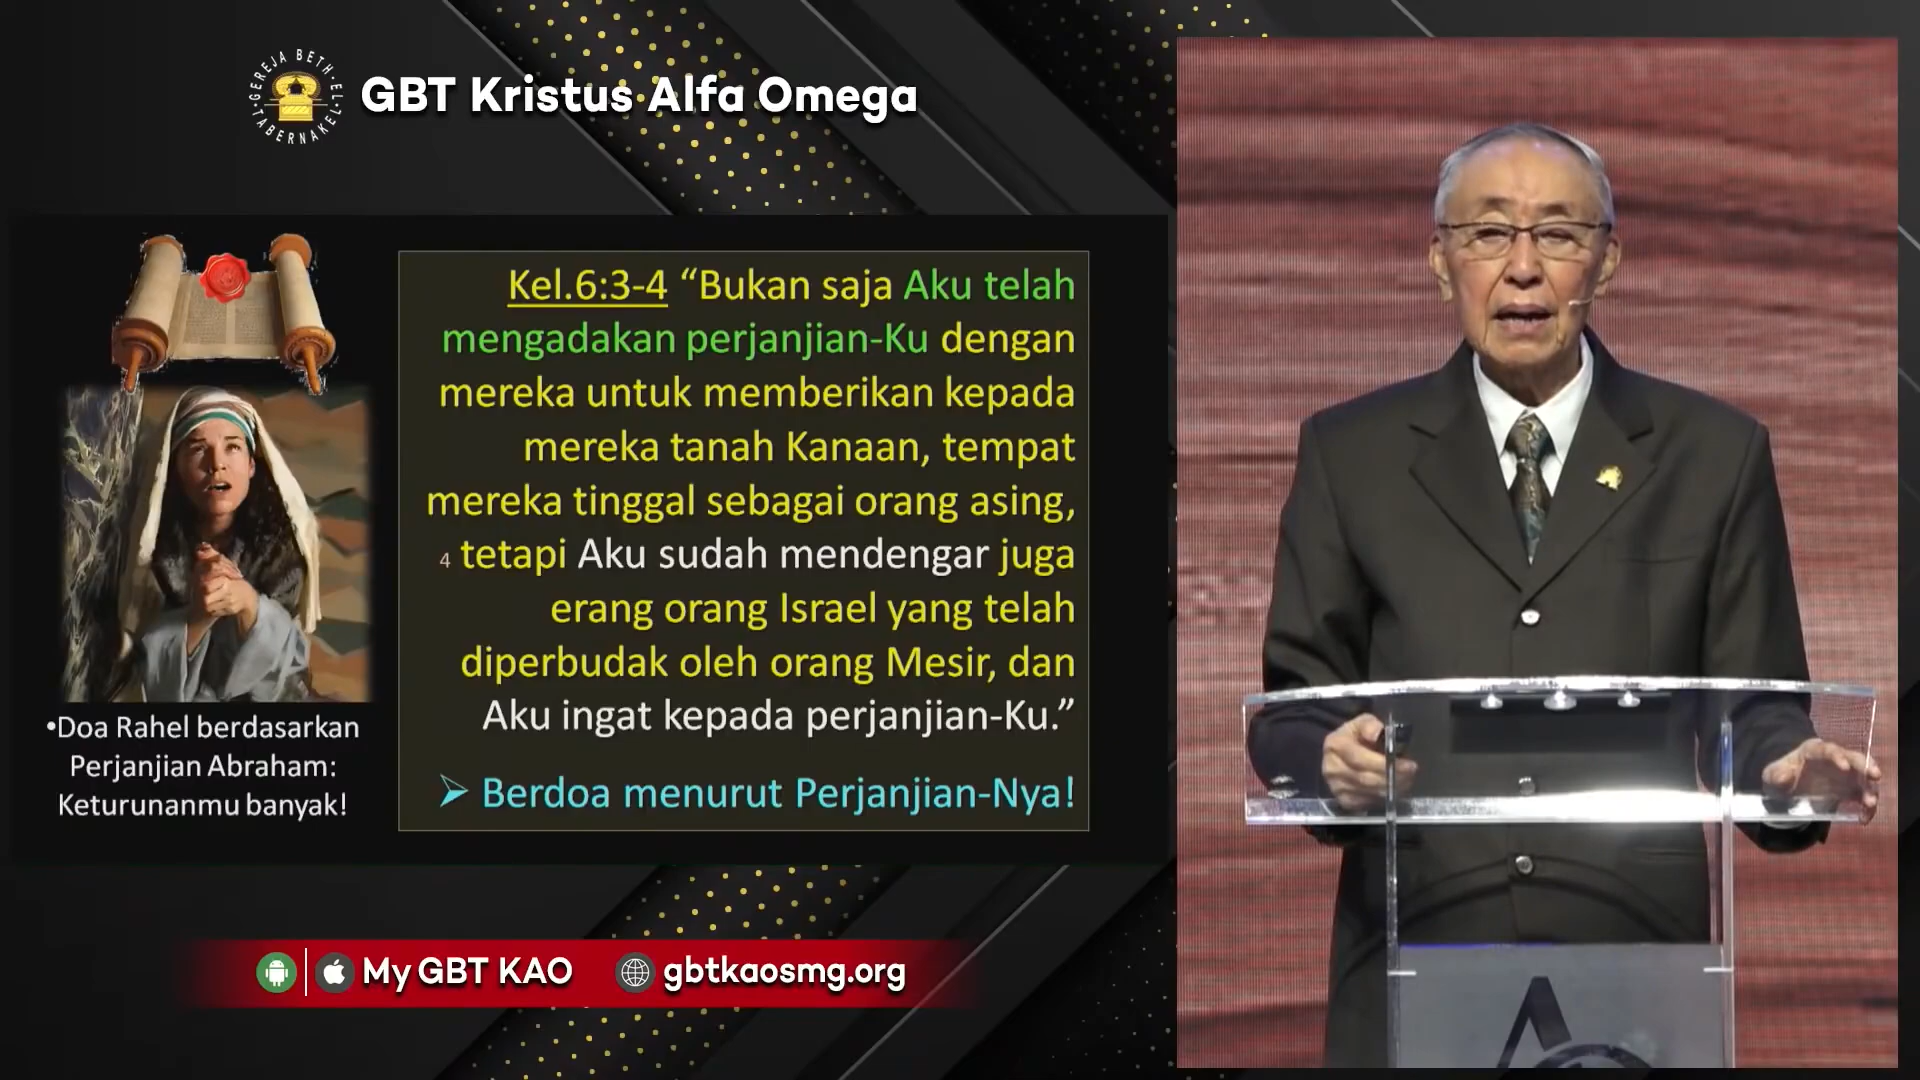 GEREJA BETH-EL TABERNAKEL
GBT Kristus Alfa Omega
Kel.6:3-4 “Bukan saja Aku telah
mengadakan perjanjian-Ku dengan
mereka untuk memberikan kepada
mereka tanah Kanaan, tempat
mereka tinggal sebagai orang asing,
4 tetapi Aku sudah mendengar juga
erang orang Israel yang telah
diperbudak oleh orang Mesir, dan
Aku ingat kepada perjanjian-Ku.”
➢ Berdoa menurut Perjanjian-Nya!
•Doa Rahel berdasarkan
Perjanjian Abraham:
Keturunanmu banyak!
My GBT KAO
gbtkaosmg.org